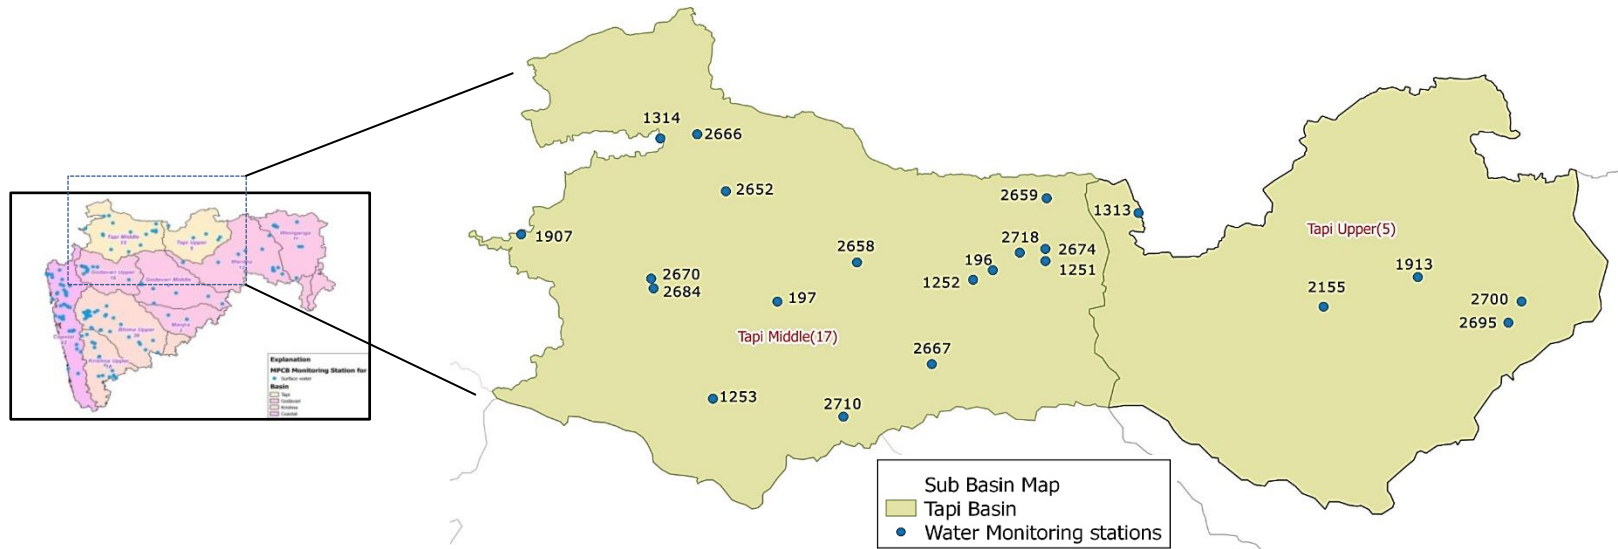 1314
2666
2652
2659
1313
1907
2658
2718
2674
196
1251
1252
2670
2684
197
Tapi Middle(17)
2667
1253
2710
Tapi Upper(5)
1913
2155
2700
2695
Sub Basin Map
Tapi Basin
Water Monitoring stations
Tapi Middle
Tapi Upper
Godavari Upper
Godavari Middle
Bhima Upper
Krishna Upper
Explanation
MPCB Monitoring Station for
Surface water
Basin
Tapi
Godavari
Krishna
Coastal